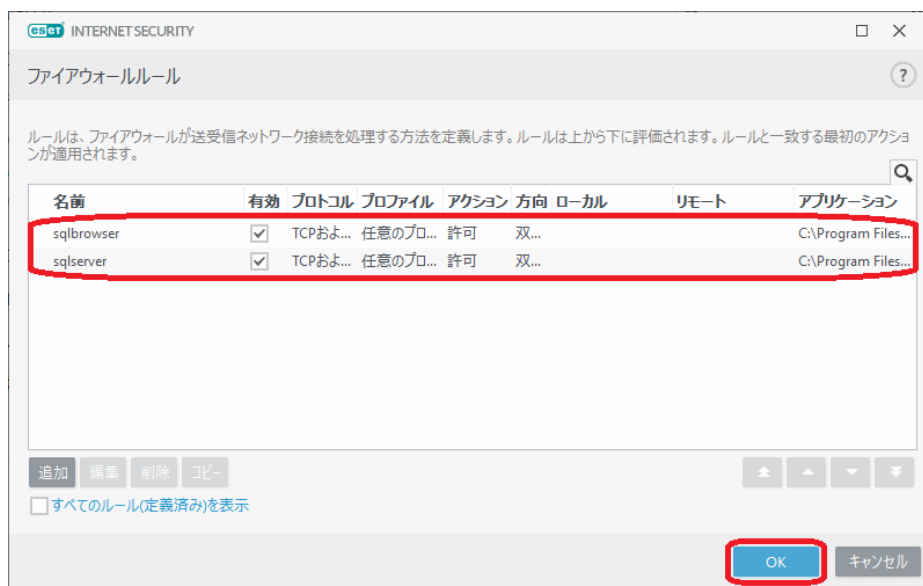 eset INTERNET SECURITY
ファイアウォールルール
?
ルールは、ファイアウォールが送受信ネットワーク接続を処理する方法を定義します。ルールは上から下に評価されます。ルールと一致する最初のアクショ
ンが適用されます。
名前 有効 プロトコル プロファイル アクション 方向 ローカル リモート アプリケーション
sqlbrowser TCPおよ... 任意のプロ... 許可 双... C:\Program Files...
sqlserver TCPおよ... 任意のプロ... 許可 双... C:\Program Files...
追加 編集 削除 コピー
すべてのルール(定義済み)を表示
OK キャンセル